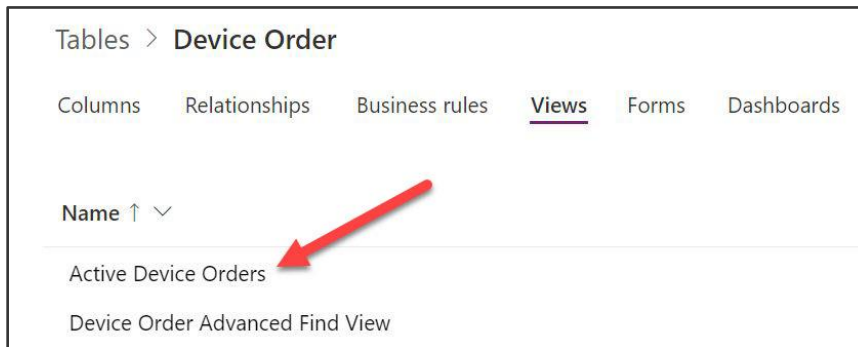 Tables > Device Order
Columns Relationships Business rules Views Forms Dashboards
Name ↑
Active Device Orders
Device Order Advanced Find View